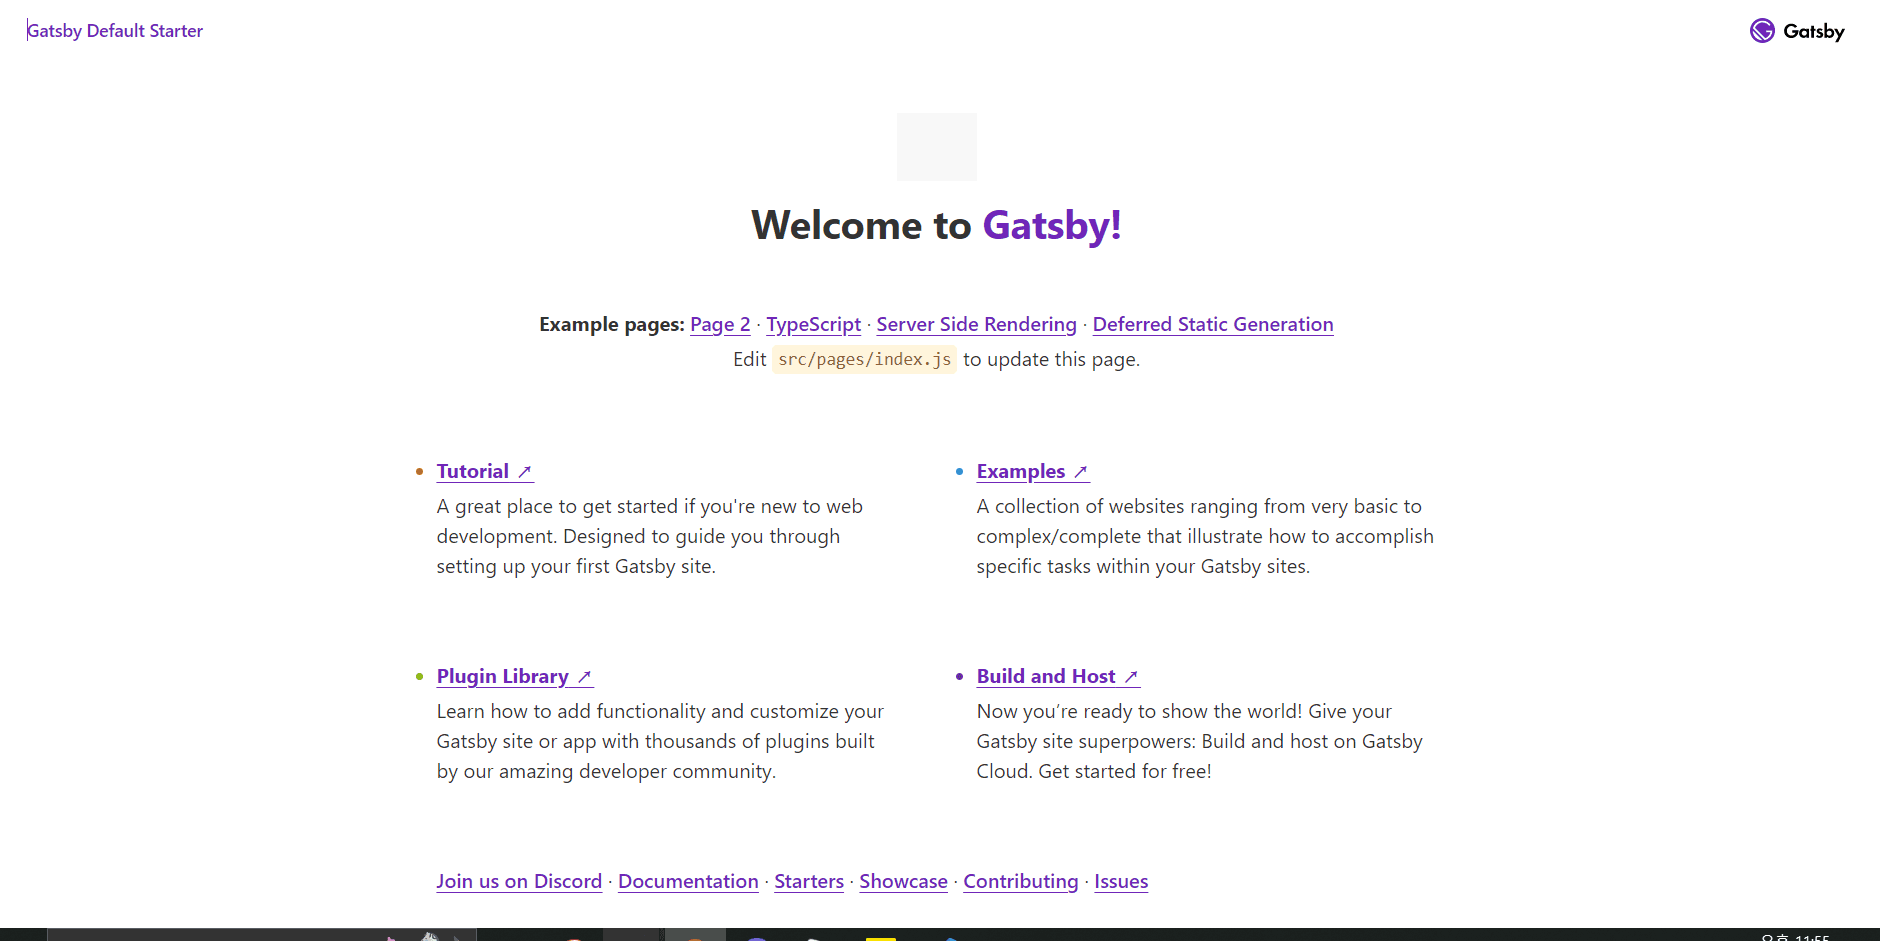 Gatsby Default Starter
Gatsby
Welcome to Gatsby!
Example pages: Page 2 · TypeScript · Server Side Rendering · Deferred Static Generation
Edit src/pages/index.js to update this page.
Tutorial ↗
A great place to get started if you're new to web
development. Designed to guide you through
setting up your first Gatsby site.
Examples ↗
A collection of websites ranging from very basic to
complex/complete that illustrate how to accomplish
specific tasks within your Gatsby sites.
Plugin Library ↗
Learn how to add functionality and customize your
Gatsby site or app with thousands of plugins built
by our amazing developer community.
Build and Host ↗
Now you’re ready to show the world! Give your
Gatsby site superpowers: Build and host on Gatsby
Cloud. Get started for free!
Join us on Discord · Documentation · Starters · Showcase · Contributing · Issues